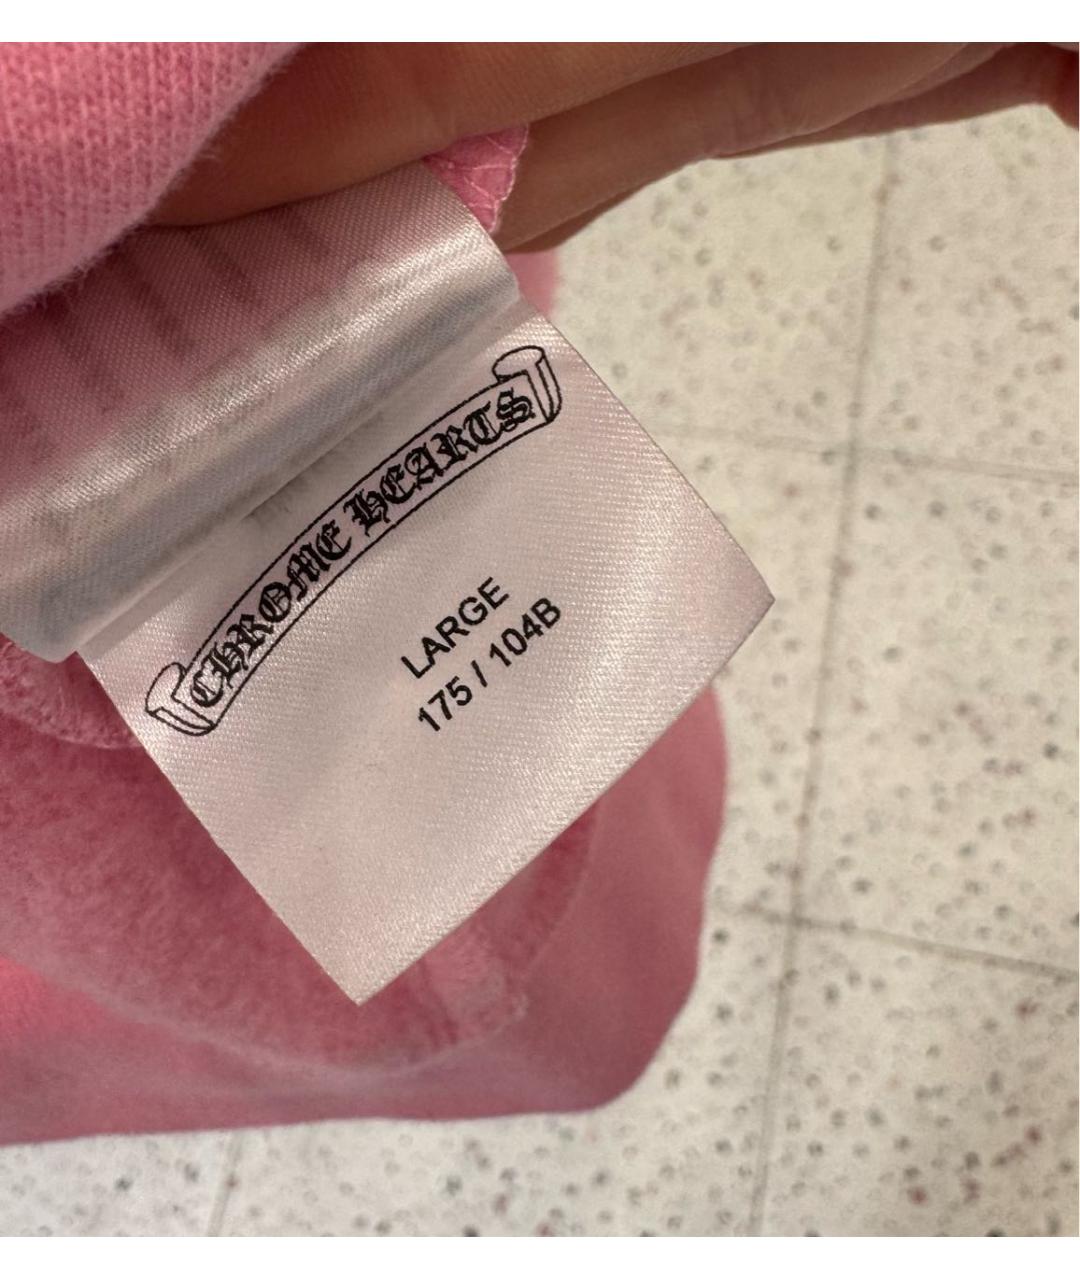 CHROME HEARTS
LARGE
175 / 104B